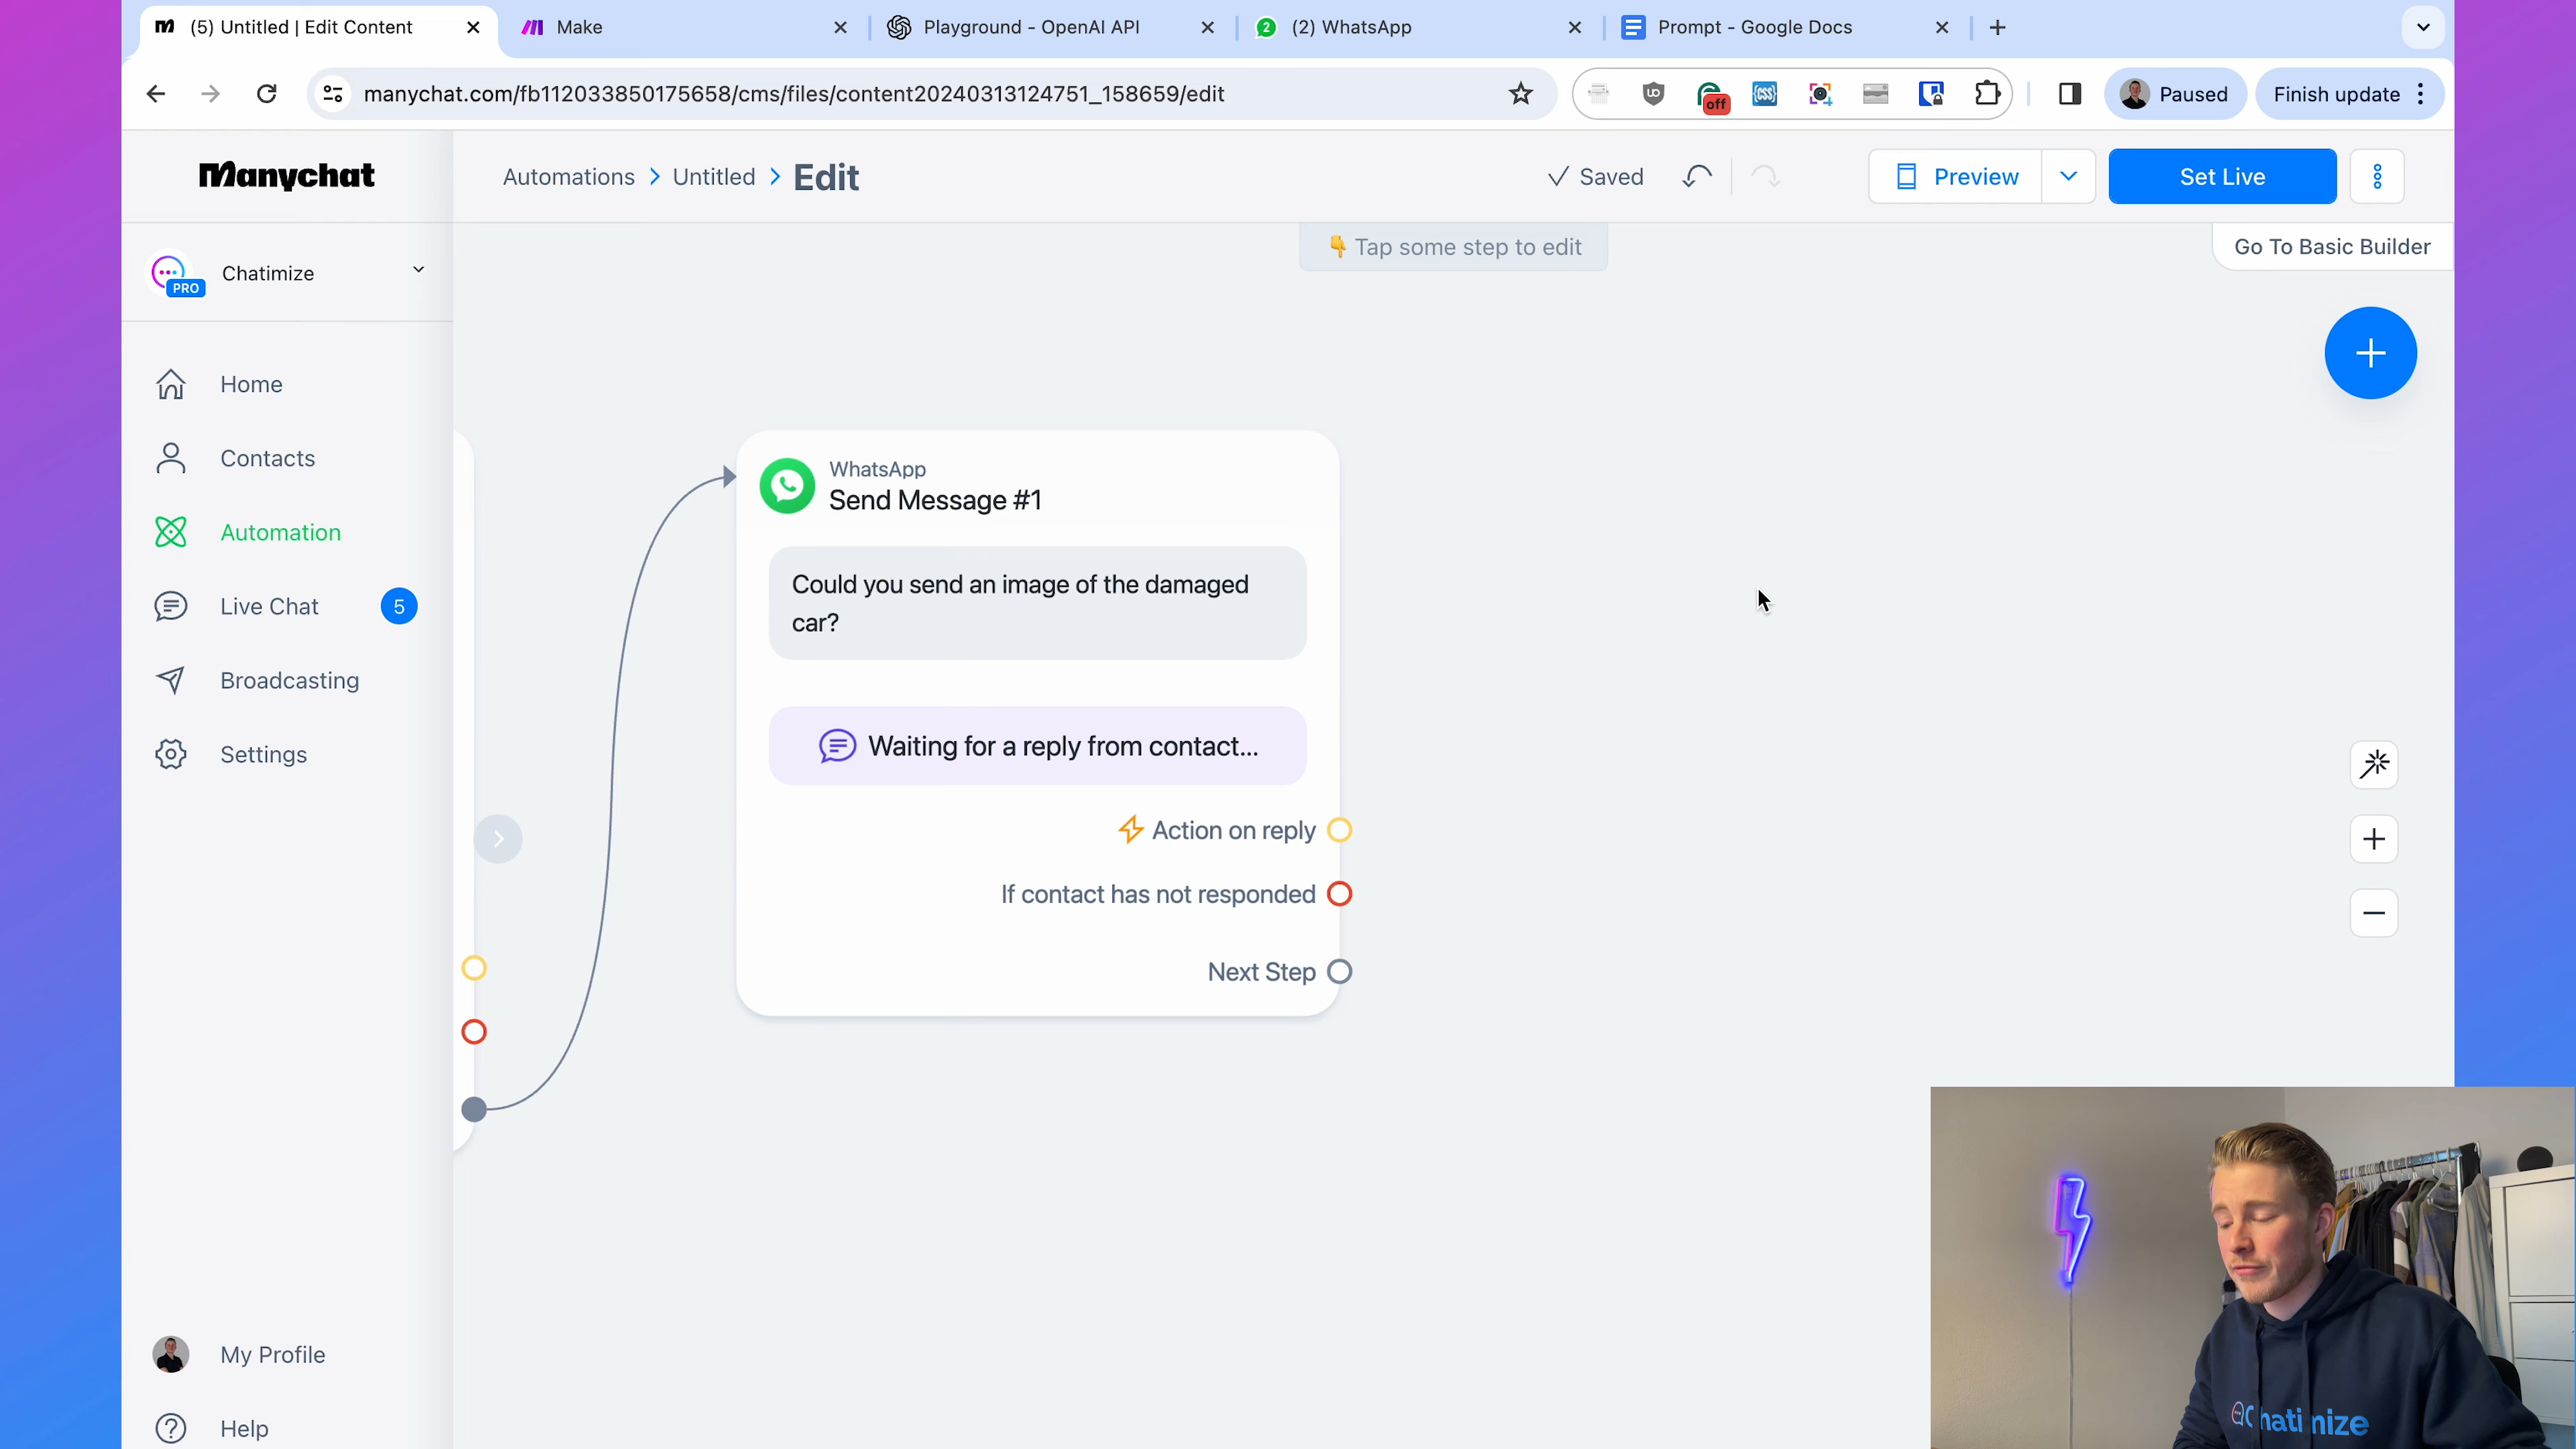 (5) Untitled | Edit Content
Make
Playground - OpenAI API
2
(2) WhatsApp
Prompt - Google Docs
manychat.com/fb112033850175658/cms/files/content20240313124751_158659/edit
off
Paused
Finish update
Manychat
Automations
Untitled
Edit
Saved
Preview
Set Live
PRO
Chatimize
👇 Tap some step to edit
Go To Basic Builder
Home
Contacts
Automation
Live Chat
5
Broadcasting
Settings
My Profile
Help
WhatsApp
Send Message #1
Could you send an image of the damaged
car?
Waiting for a reply from contact...
Action on reply
If contact has not responded
Next Step
Chatimize